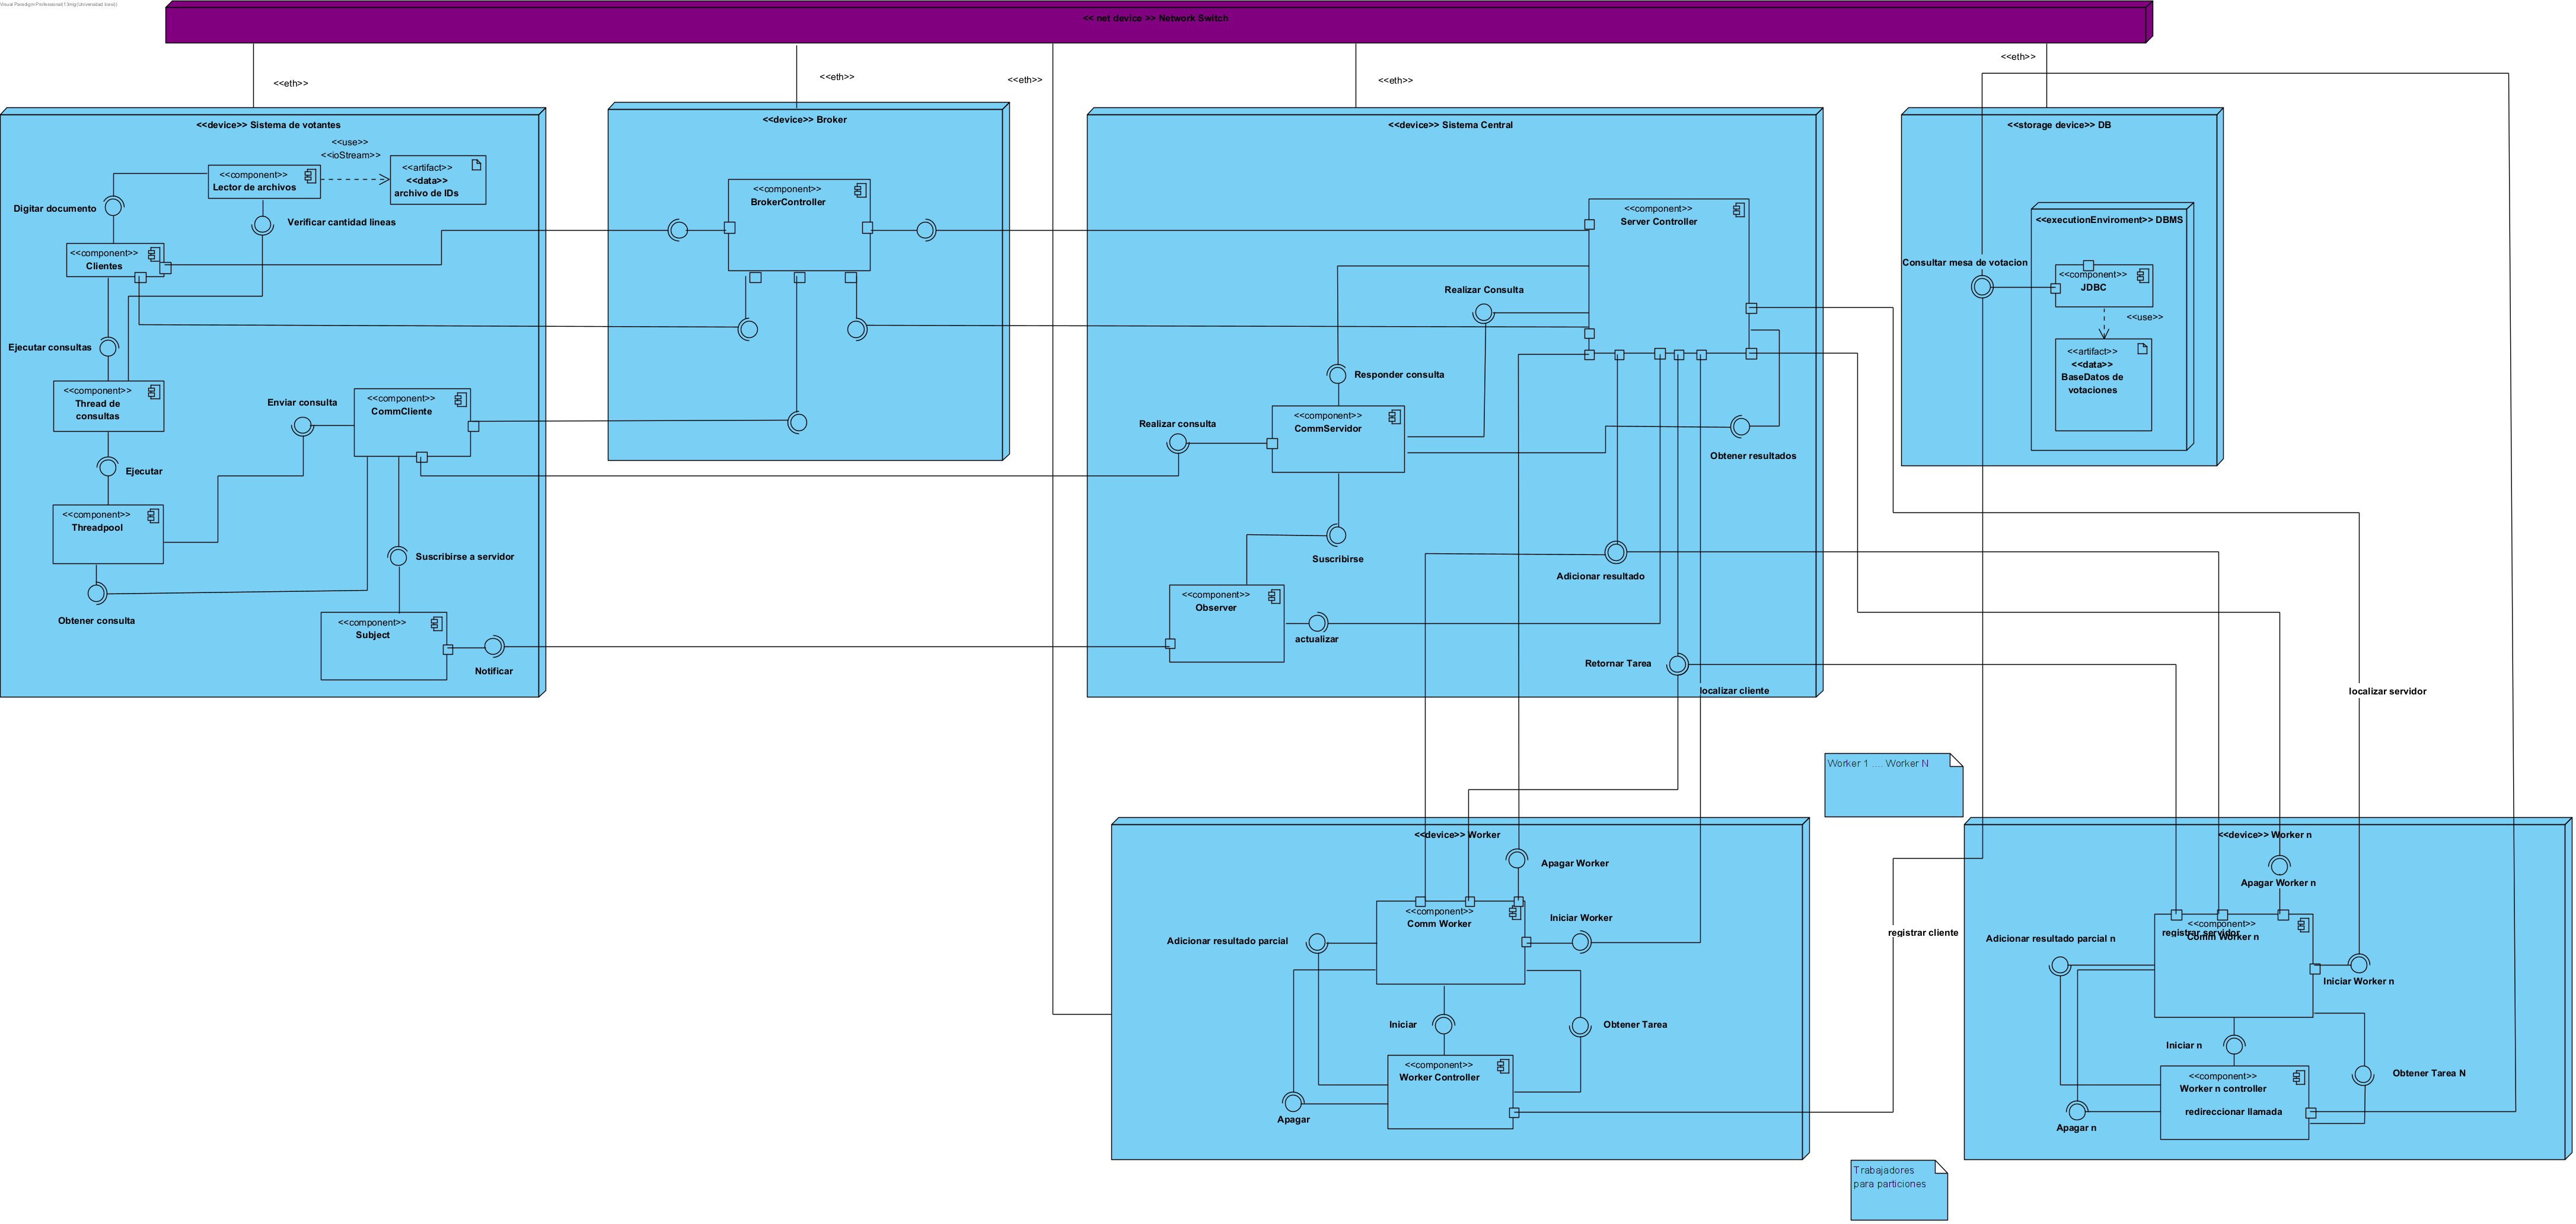 Visual Paradigm Professional(13mig(Universidad Icesi))
<< net device >> Network Switch
<<eth>>
<<eth>>
<<eth>>
<<eth>>
<<eth>>
<<device>> Sistema de votantes
<<use>>
<<ioStream>>
<<component>>
Lector de archivos
<<artifact>>
<<data>>
archivo de IDs
Digitar documento
Verificar cantidad lineas
<<component>>
Clientes
Ejecutar consultas
<<component>>
Thread de
consultas
Enviar consulta
<<component>>
CommCliente
Ejecutar
<<component>>
Threadpool
Suscribirse a servidor
Obtener consulta
<<component>>
Subject
Notificar
<<device>> Broker
<<component>>
BrokerController
<<device>> Sistema Central
<<component>>
Server Controller
Realizar Consulta
Responder consulta
<<component>>
CommServidor
Realizar consulta
Obtener resultados
Suscribirse
Adicionar resultado
<<component>>
Observer
actualizar
Retornar Tarea
localizar cliente
<<storage device>> DB
<<executionEnviroment>> DBMS
Consultar mesa de votacion
<<component>>
JDBC
<<use>>
<<artifact>>
<<data>>
BaseDatos de
votaciones
localizar servidor
Worker 1 .... Worker N
<<device>> Worker
Apagar Worker
<<component>>
Comm Worker
Iniciar Worker
Adicionar resultado parcial
Iniciar
Obtener Tarea
<<component>>
Worker Controller
Apagar
registrar cliente
<<device>> Worker n
Apagar Worker n
<<component>>
registrar servidor
Comm Worker n
Adicionar resultado parcial n
Iniciar Worker n
Iniciar n
Obtener Tarea N
<<component>>
Worker n controller
redireccionar llamada
Apagar n
Trabajadores
para particiones